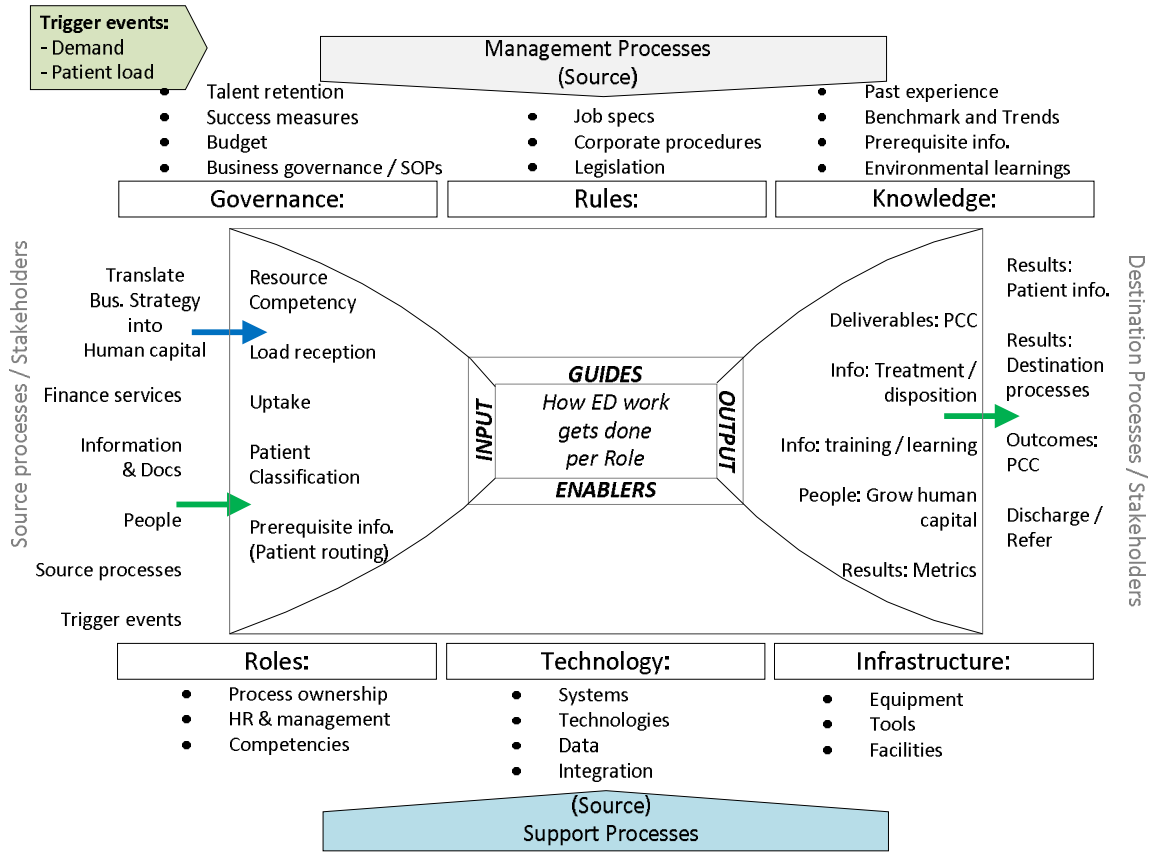 Trigger events:
- Demand
- Patient load
Management Processes
(Source)
• Talent retention
• Success measures
• Budget
• Business governance / SOPs
• Job specs
• Corporate procedures
• Legislation
• Past experience
• Benchmark and Trends
• Prerequisite info.
• Environmental learnings
Governance:
Rules:
Knowledge:
Source processes / Stakeholders
Translate
Bus. Strategy
into
Human capital
Finance services
Information
& Docs
People
Source processes
Trigger events
Resource
Competency
Load reception
Uptake
Patient
Classification
Prerequisite info.
(Patient routing)
INPUT
GUIDES
How ED work
gets done
per Role
ENABLERS
OUTPUT
Deliverables: PCC
Info: Treatment /
disposition
Info: training / learning
People: Grow human
capital
Results: Metrics
Results:
Patient info.
Results:
Destination
processes
Outcomes:
PCC
Discharge /
Refer
Destination Processes / Stakeholders
Roles:
Technology:
Infrastructure:
• Process ownership
• HR & management
• Competencies
• Systems
• Technologies
• Data
• Integration
• Equipment
• Tools
• Facilities
(Source)
Support Processes